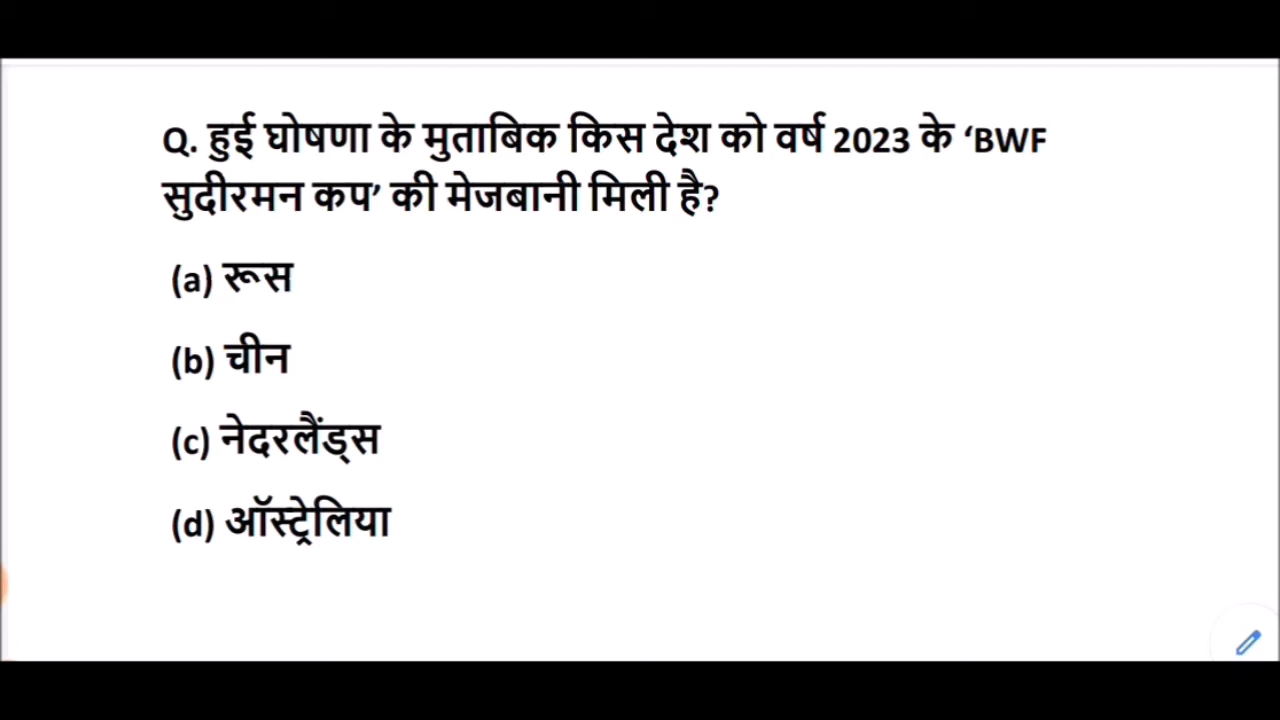 Q. हुई घोषणा के मुताबिक किस देश को वर्ष 2023 के ‘BWF
सुदीरमन कप’ की मेजबानी मिली है?
(a) रूस
(b) चीन
(c) नेदरलैंड्स
(d) ऑस्ट्रेलिया